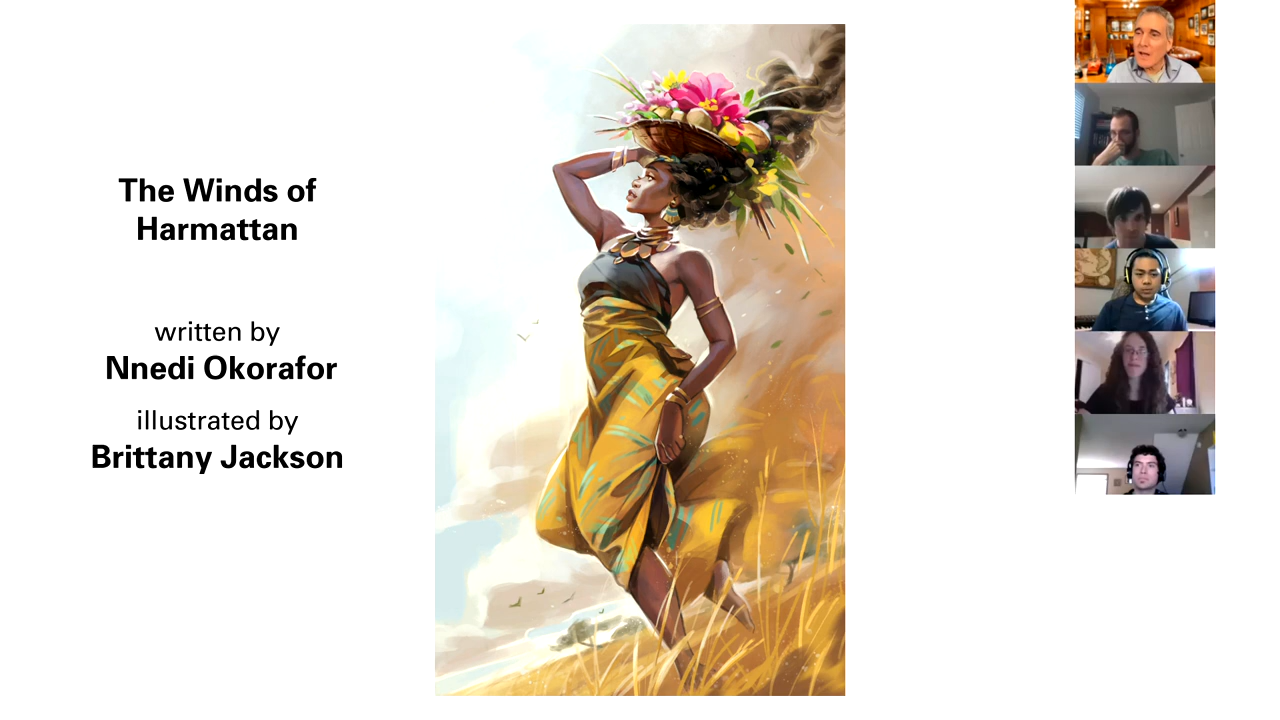 The Winds of
Harmattan
written by
Nnedi Okorafor
illustrated by
Brittany Jackson